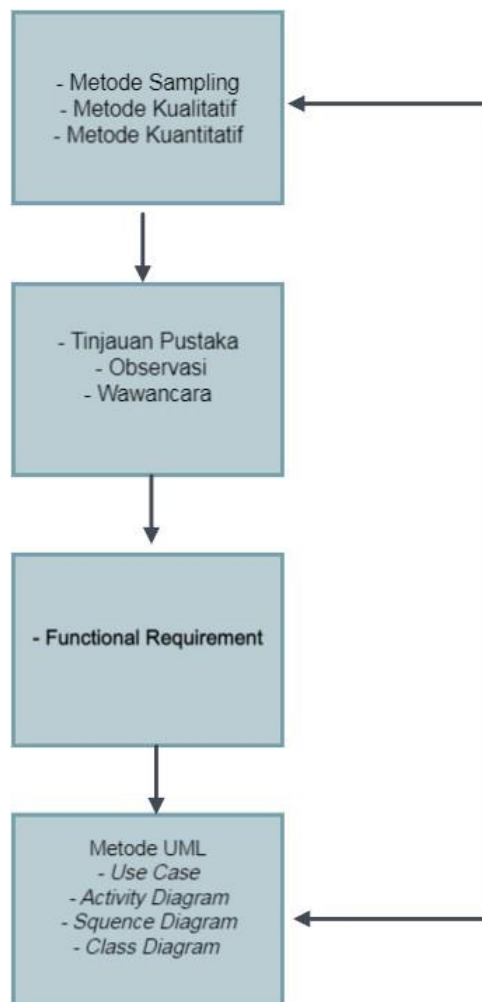 - Metode Sampling
- Metode Kualitatif
- Metode Kuantitatif
- Tinjauan Pustaka
- Observasi
- Wawancara
- Functional Requirement
Metode UML
- Use Case
- Activity Diagram
- Squence Diagram
- Class Diagram